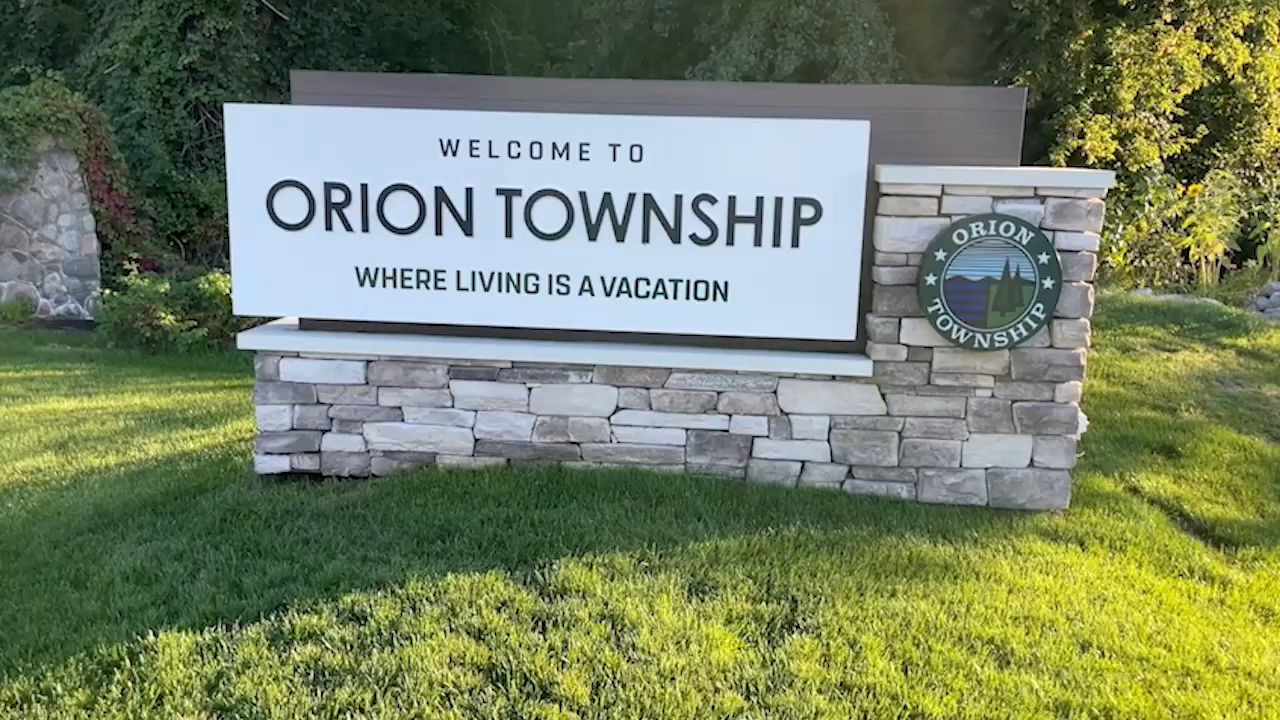 WELCOME TO
ORION TOWNSHIP
WHERE LIVING IS A VACATION
ORION
TOWNSHIP